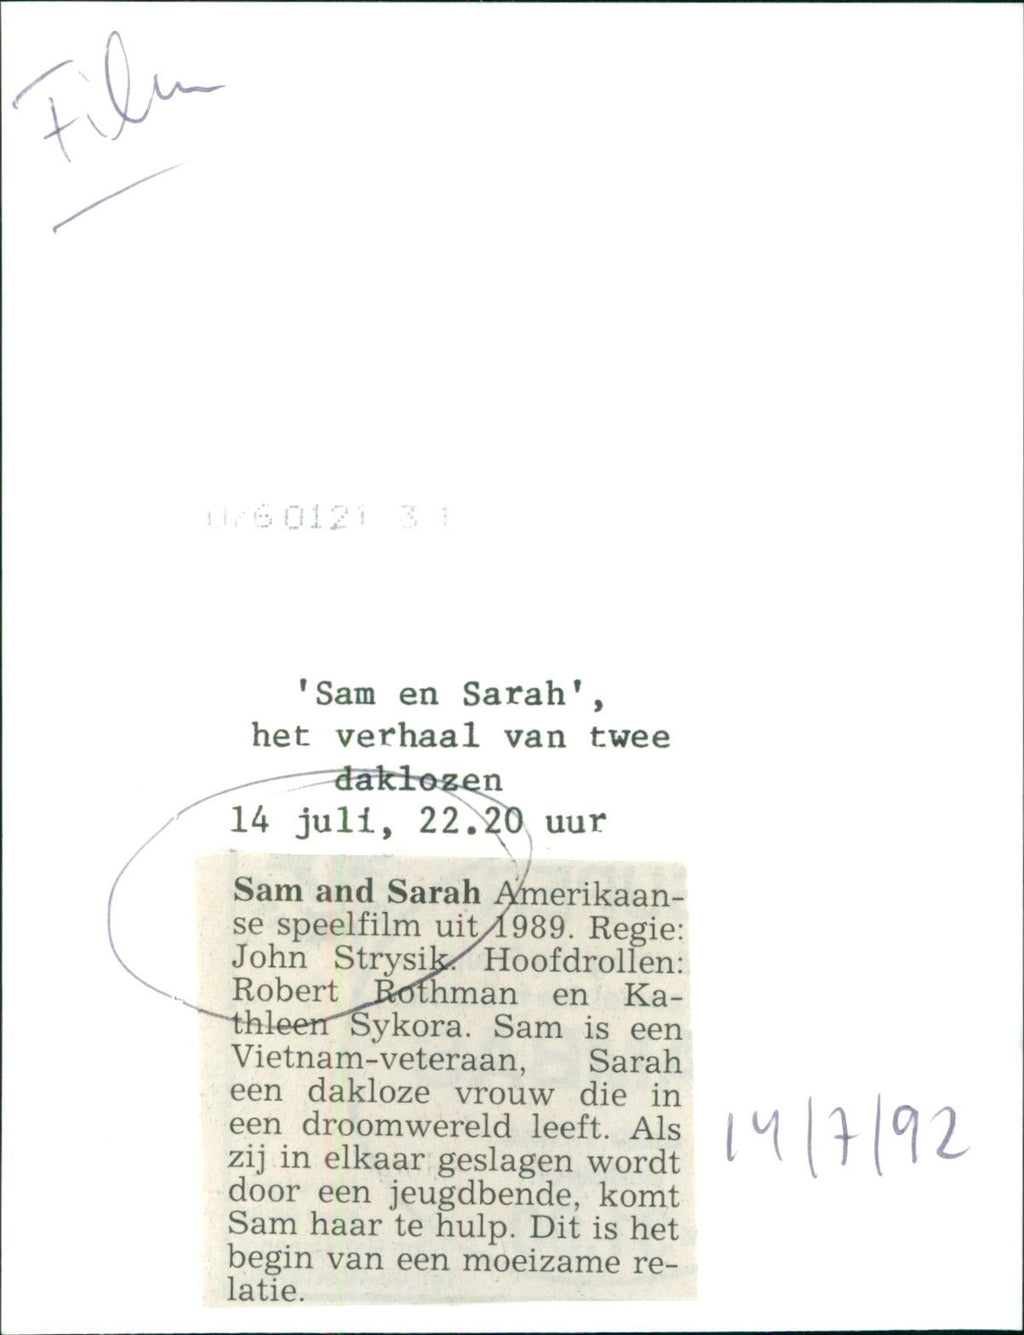 Film
'Sam en Sarah',
het verhaal van twee
daklozen
14 juli, 22.20 uur
Sam and Sarah Amerikaan-
se speelfilm uit 1989. Regie:
John Strysik. Hoofdrollen:
Robert Rothman en Ka-
thleen Sykora. Sam is een
Vietnam-veteraan, Sarah
een dakloze vrouw die in
een droomwereld leeft. Als
zij in elkaar geslagen wordt
door een jeugdbende, komt
Sam haar te hulp. Dit is het
begin van een moeizame re-
latie.
14/7/92